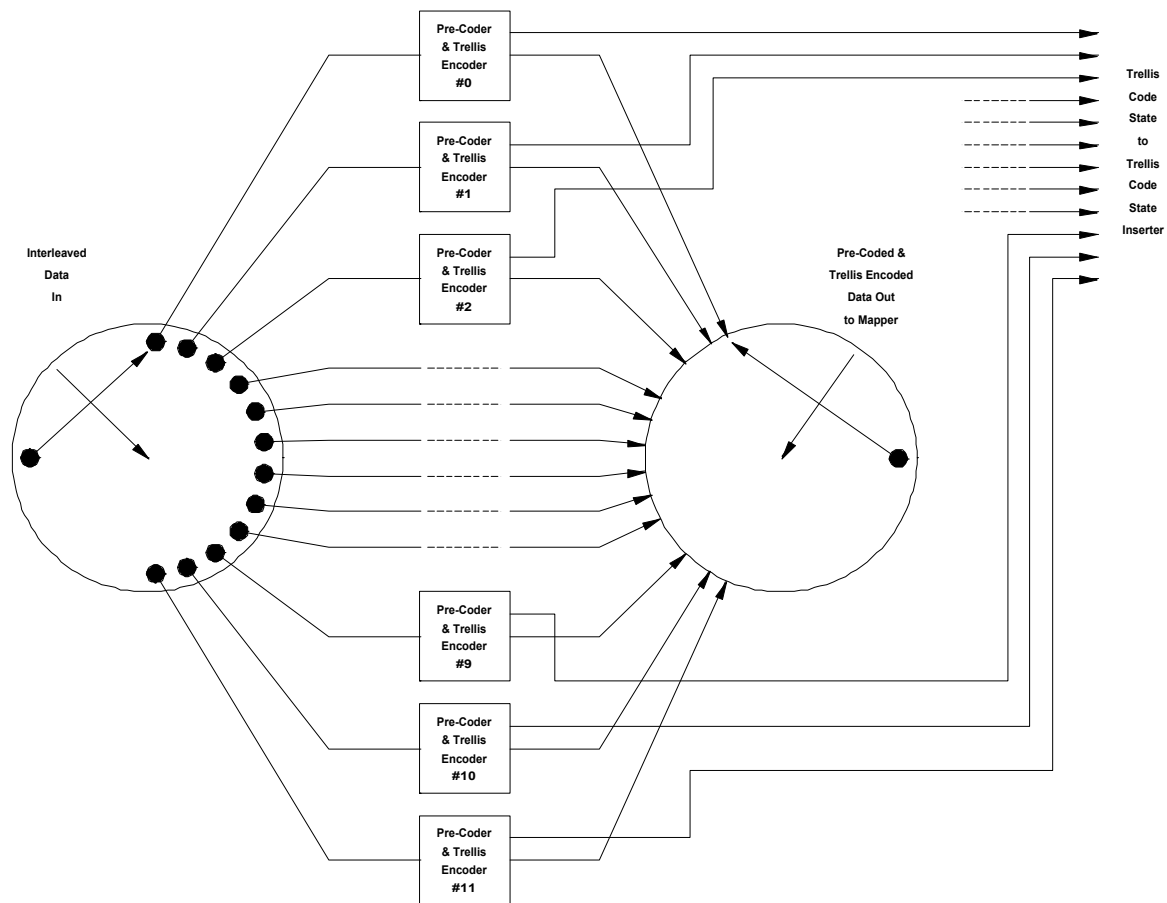 Pre-Coder
& Trellis
Encoder
#0
Pre-Coder
& Trellis
Encoder
#1
Pre-Coder
& Trellis
Encoder
#2
Trellis
Code
State
to
Trellis
Code
State
Inserter
Interleaved
Data
In
Pre-Coded &
Trellis Encoded
Data Out
to Mapper
Pre-Coder
& Trellis
Encoder
#9
Pre-Coder
& Trellis
Encoder
#10
Pre-Coder
& Trellis
Encoder
#11